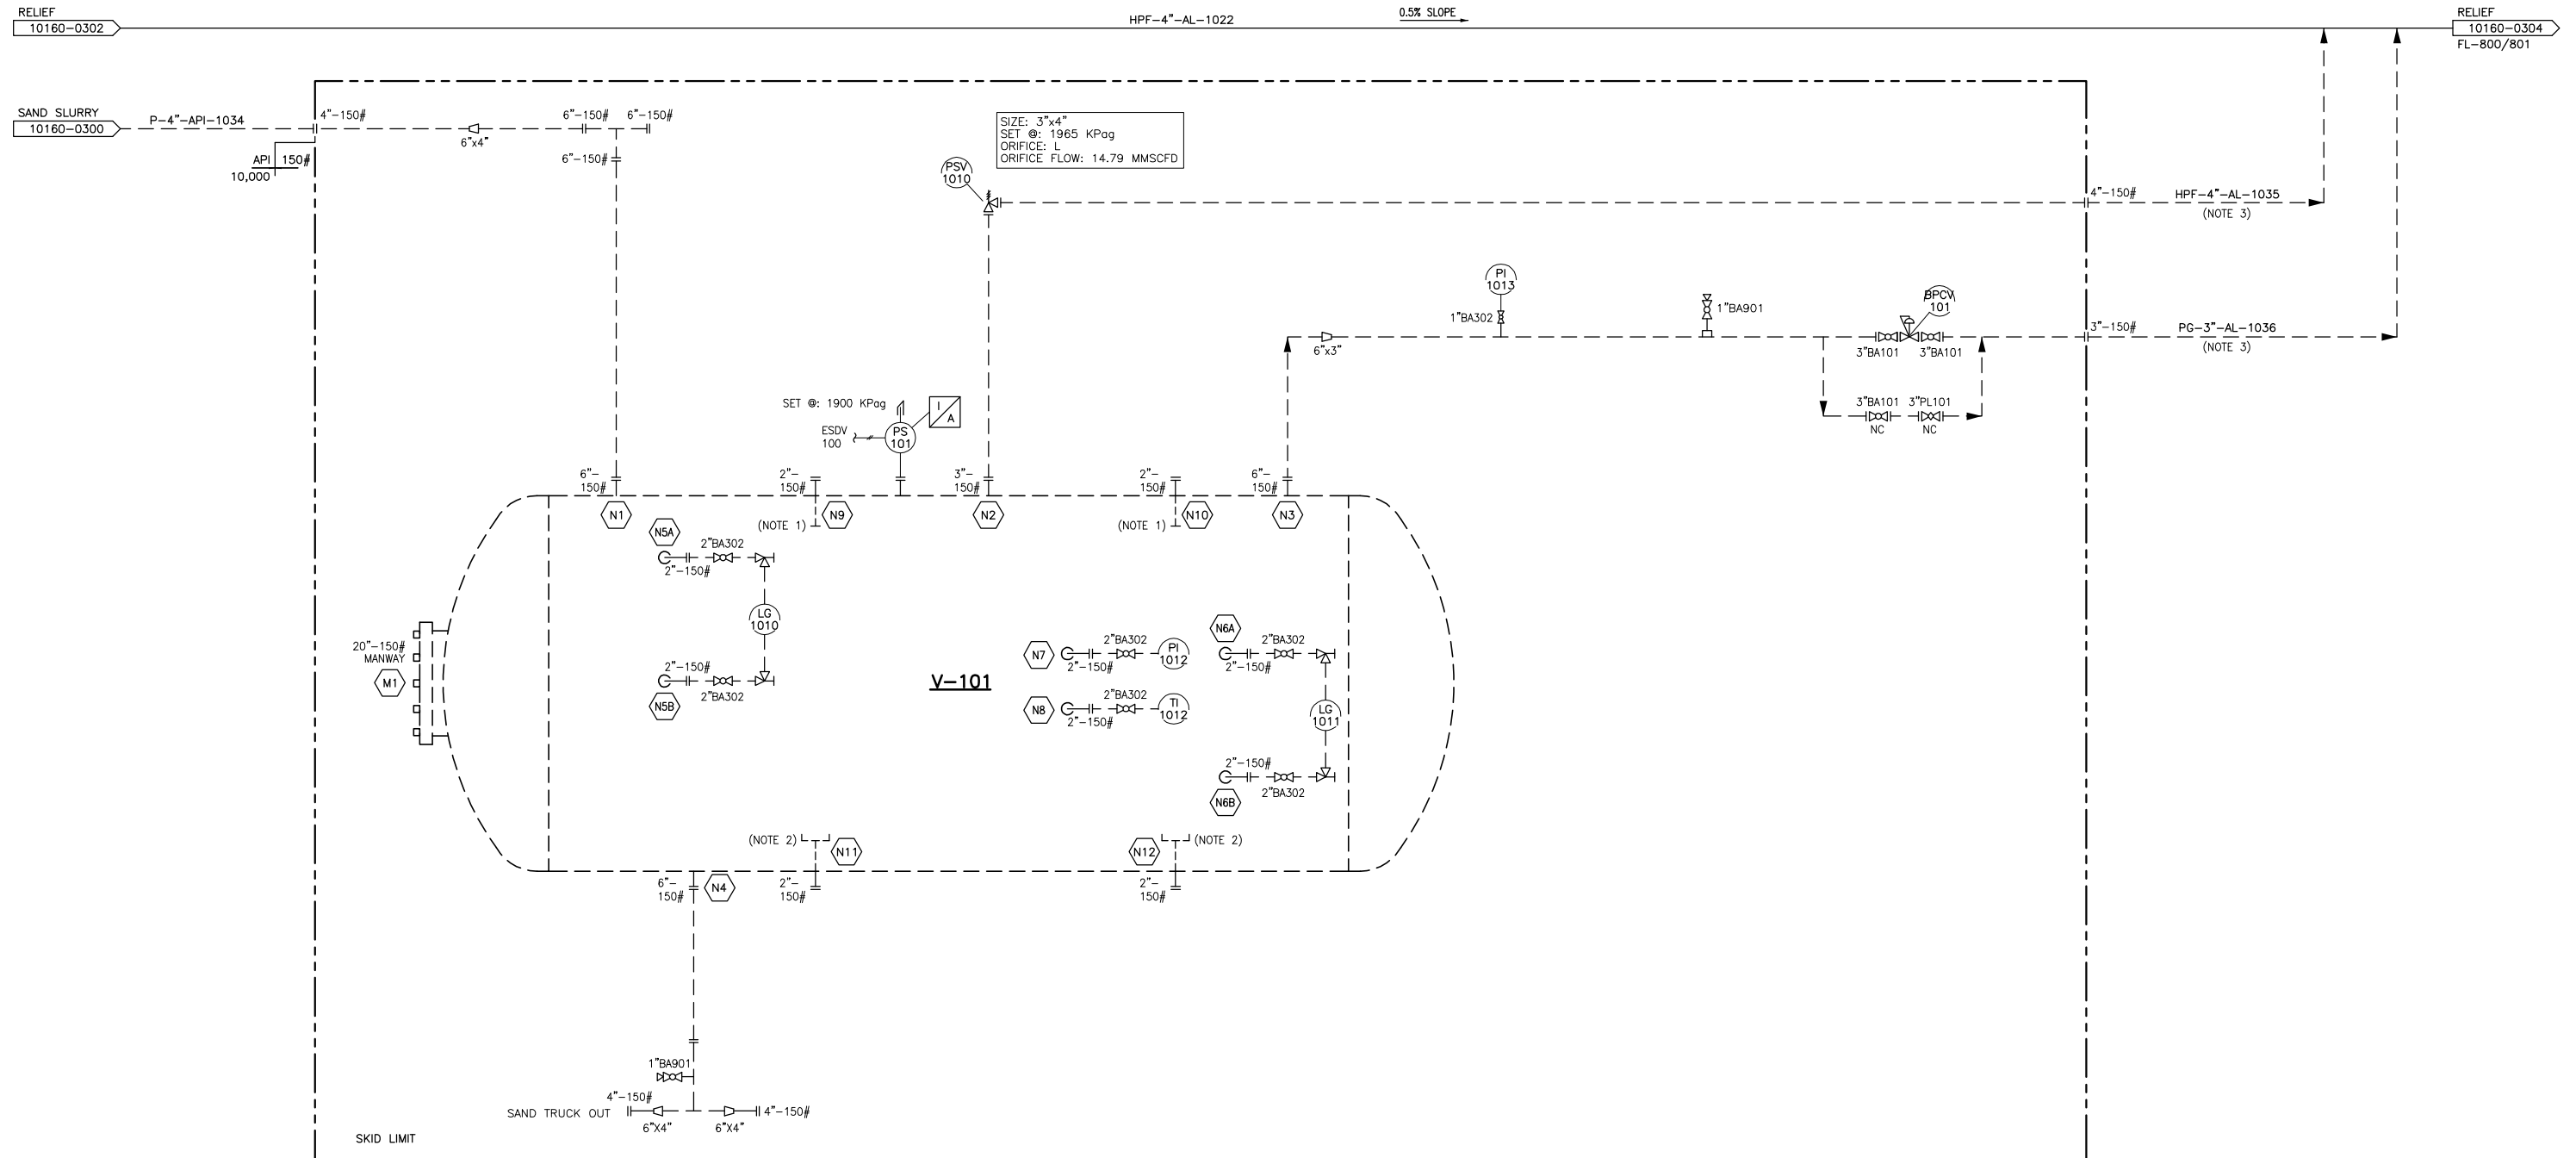 RELIEF
10160-0302
HPF-4"-AL-1022
0.5% SLOPE
RELIEF
10160-0304
FL-800/801
SAND SLURRY
10160-0300
P-4"-API-1034
4"-150#
6"x4"
6"-150#
6"-150#
6"-150#
API
150#
10,000
SIZE: 3"x4"
SET @: 1965 KPag
ORIFICE: L
ORIFICE FLOW: 14.79 MMSCFD
PSV
1010
4"-150#
HPF-4"-AL-1035
(NOTE 3)
PI
1013
1"BA302
1"BA901
BPCV
101
6"x3"
3"BA101
3"BA101
3"-150#
PG-3"-AL-1036
(NOTE 3)
3"BA101
3"PL101
NC
NC
SET @: 1900 KPag
I
A
ESDV
100
PS
101
6"-
150#
2"-
150#
3"-
150#
2"-
150#
6"-
150#
N1
(NOTE 1)
N9
N2
(NOTE 1)
N10
N3
N5A
2"BA302
2"-150#
LG
1010
2"-150#
2"BA302
N5B
20"-150#
MANWAY
M1
V-101
N7
2"BA302
2"-150#
PI
1012
N8
2"BA302
2"-150#
TI
1012
N6A
2"BA302
2"-150#
LG
1011
2"-150#
2"BA302
N6B
(NOTE 2)
N11
N12
(NOTE 2)
6"-
150#
N4
2"-
150#
2"-
150#
1"BA901
4"-150#
SAND TRUCK OUT
4"-150#
6"X4"
6"X4"
SKID LIMIT